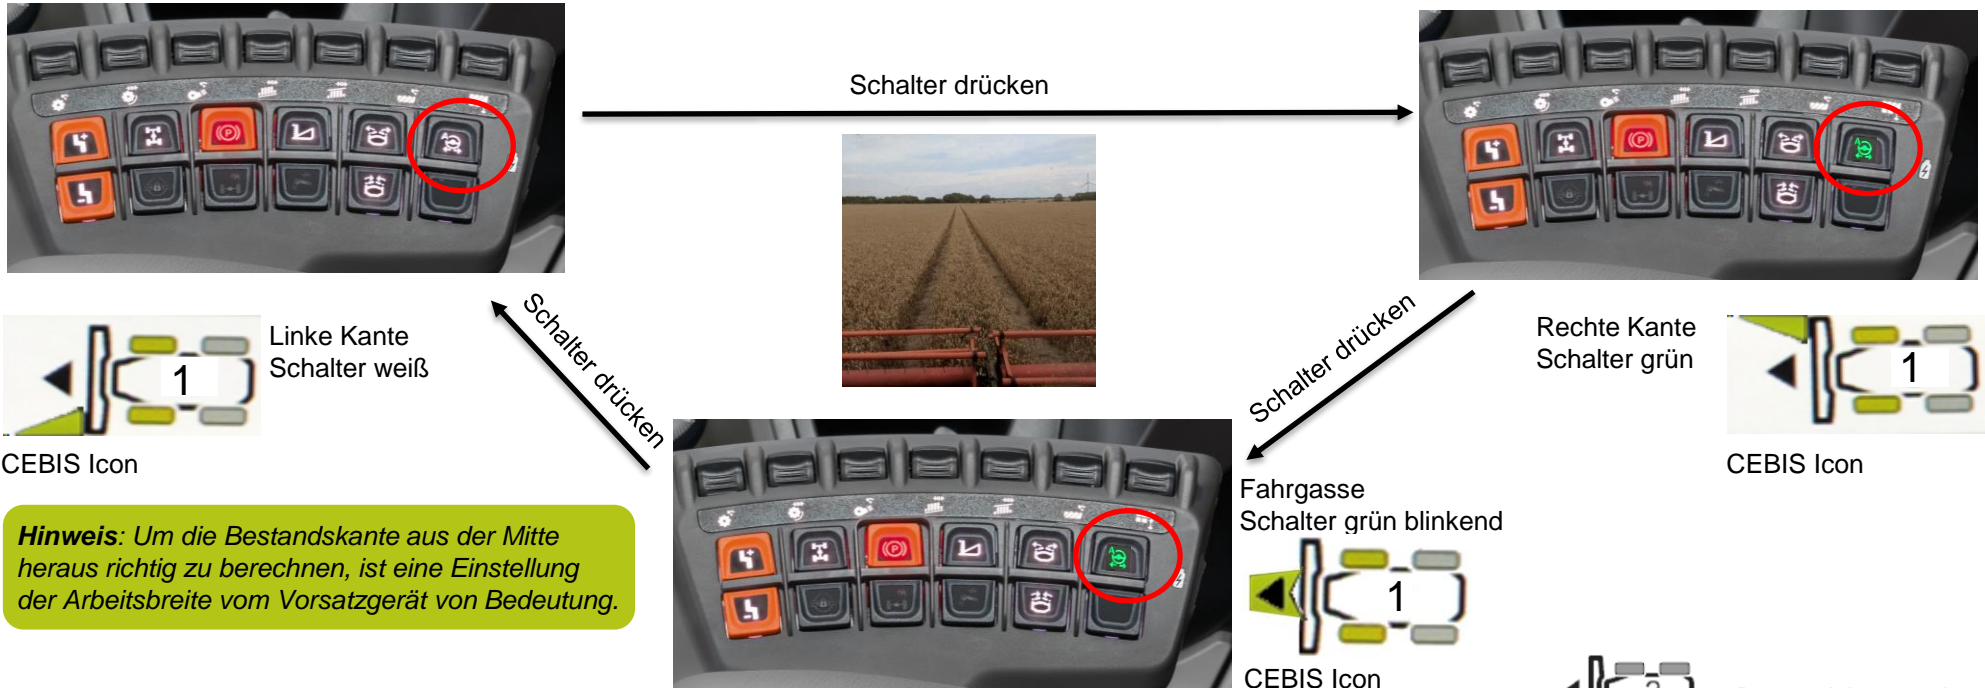 Schalter drücken
Linke Kante
Schalter weiß
1
CEBIS Icon
Schalter drücken
Schalter drücken
Rechte Kante
Schalter grün
1
CEBIS Icon
Hinweis: Um die Bestandskante aus der Mitte
heraus richtig zu berechnen, ist eine Einstellung
der Arbeitsbreite vom Vorsatzgerät von Bedeutung.
Fahrgasse
Schalter grün blinkend
1
CEBIS Icon